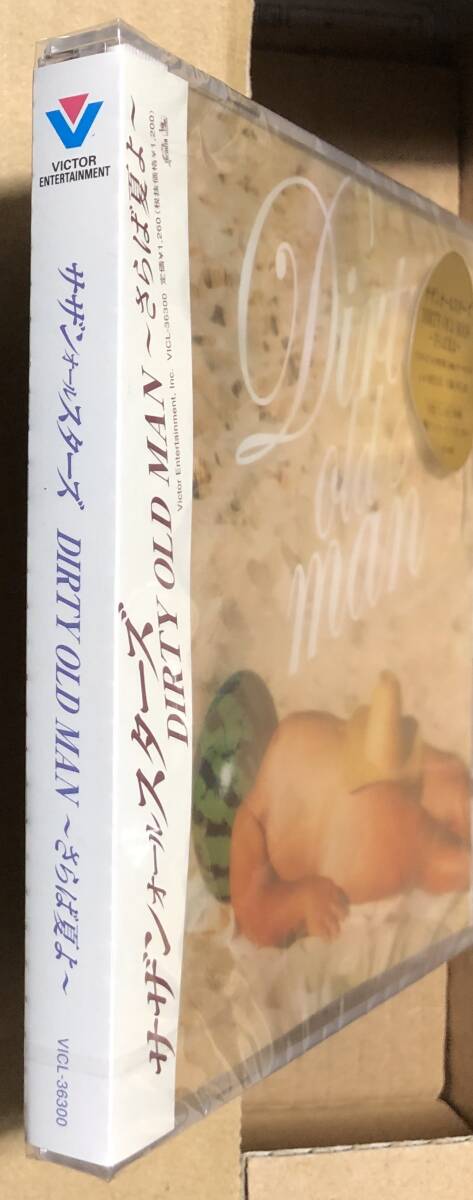 VICTOR
ENTERTAINMENT
サザンオールスターズ DIRTY OLD MAN ~さらば夏よ~
VICL-36300
サザンオールスターズ
DIRTY OLD MAN ~さらば夏よ~
Victor Entertainment, Inc. VICL-36300 定価¥1,260(税抜価格¥1,200)
Dirty
old
man